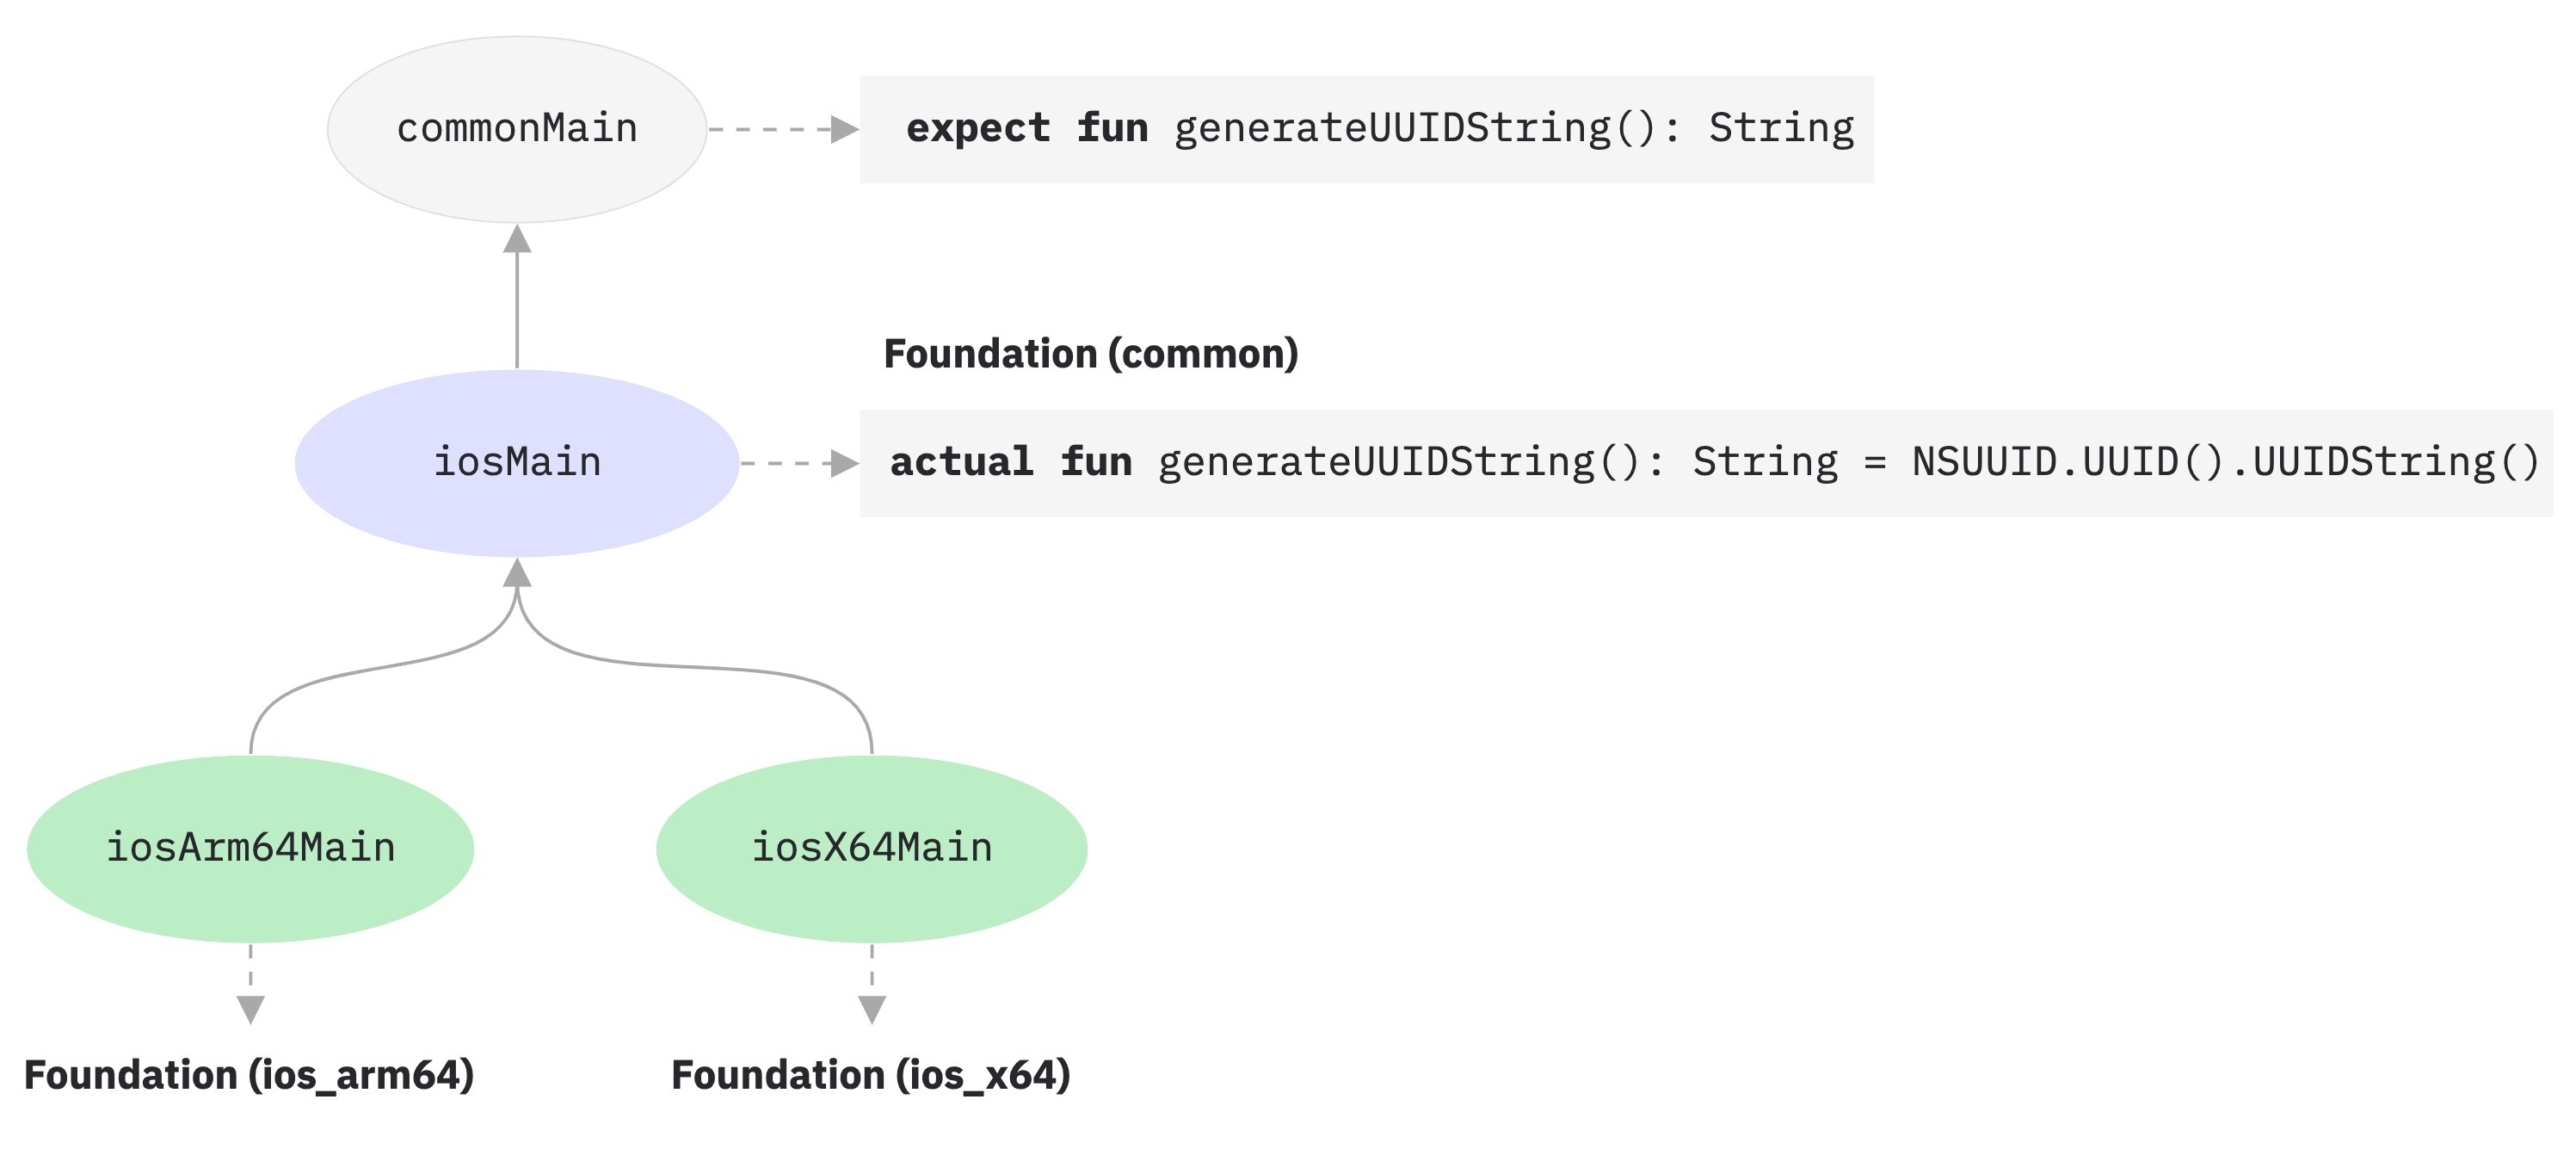 commonMain
expect fun generateUUIDString(): String
Foundation (common)
iosMain
actual fun generateUUIDString(): String = NSUUID.UUID().UUIDString()
iosArm64Main
iosX64Main
Foundation (ios_arm64)
Foundation (ios_x64)